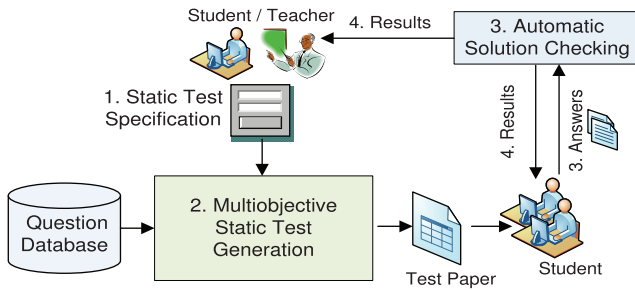 Student / Teacher
4. Results
3. Automatic
Solution Checking
1. Static Test
Specification
4. Results
3. Answers
Question
Database
2. Multiobjective
Static Test
Generation
Test Paper
Student